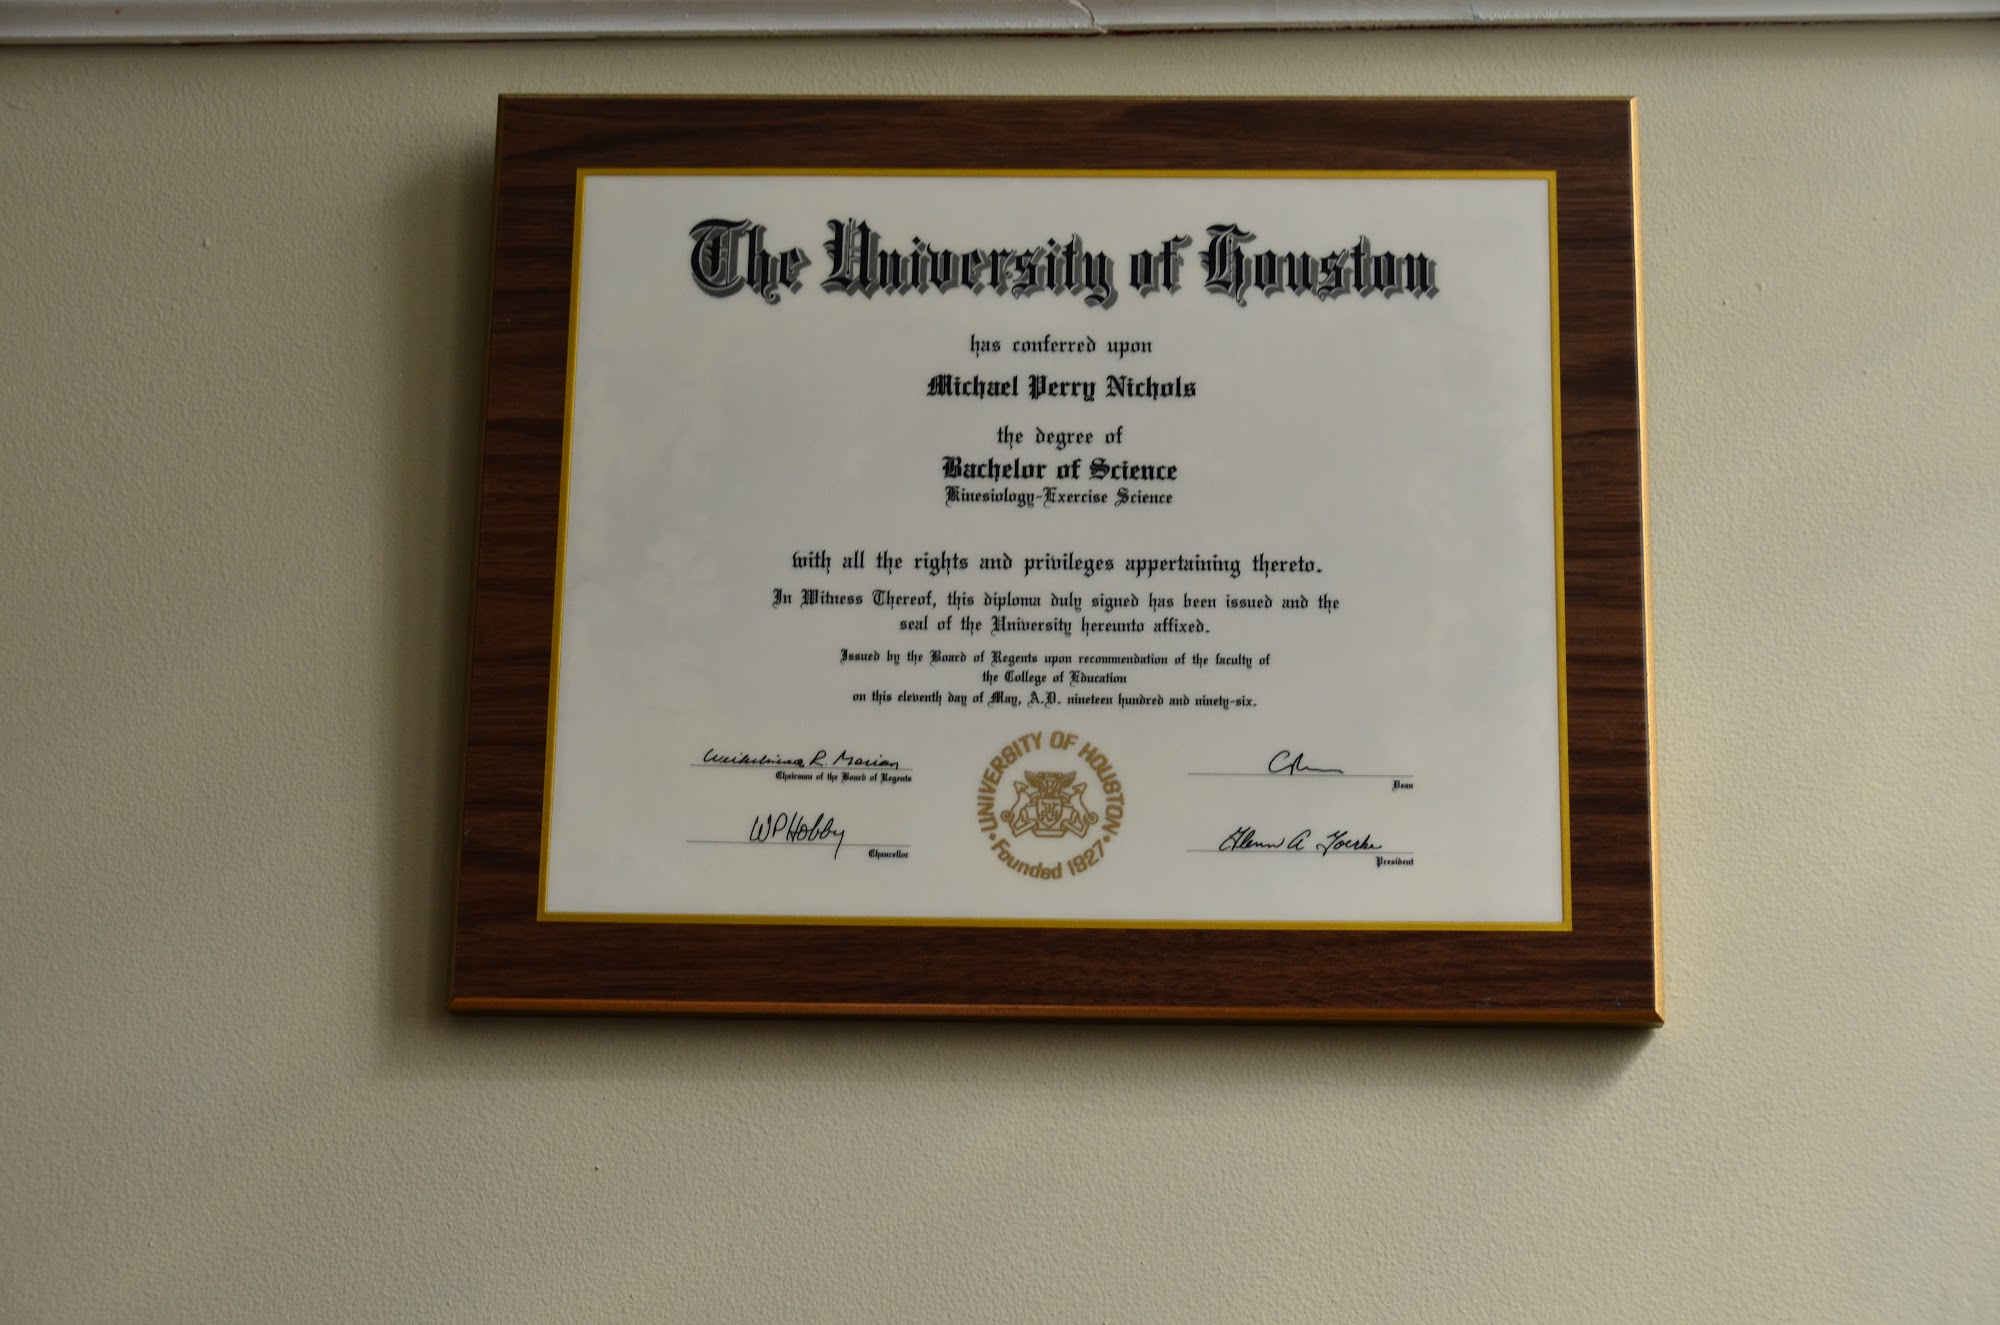 The University of Houston
has conferred upon
Michael Perry Nichols
the degree of
Bachelor of Science
Kinesiology-Exercise Science
with all the rights and privileges appertaining thereto.
In Witness Thereof, this diploma duly signed has been issued and the
seal of the University hereunto affixed.
Issued by the Board of Regents upon recommendation of the faculty of
the College of Education
on this eleventh day of May, A.D. nineteen hundred and ninety-six.
R.
Chairman of the Board of Regents
WPHobby
Chancellor
UNIVERSITY OF HOUSTON
Founded 1927
Dean
Glenn A Goerke
President